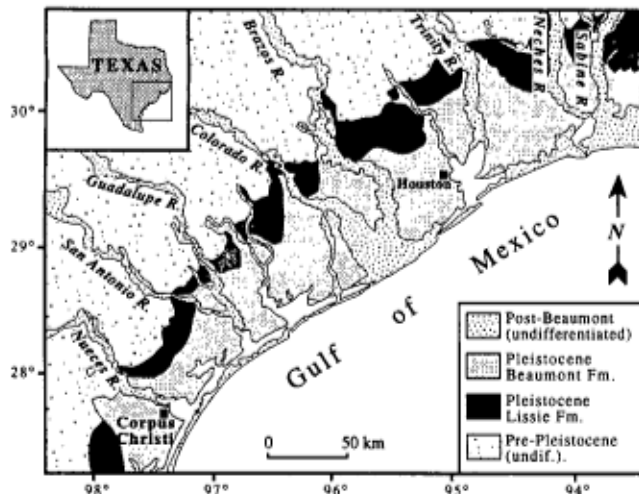 TEXAS
Brazos R.
Trinity R.
Neches R.
Sabine R.
30°
Colorado R.
Houston
Guadalupe R.
29°
San Antonio R.
N
Gulf of Mexico
28°
Nueces R.
Corpus
Christi
0 50 km
Post-Beaumont
(undifferentiated)
Pleistocene
Beaumont Fm.
Pleistocene
Lissie Fm.
Pre-Pleistocene
(undif.)
98° 97° 96° 95° 94°